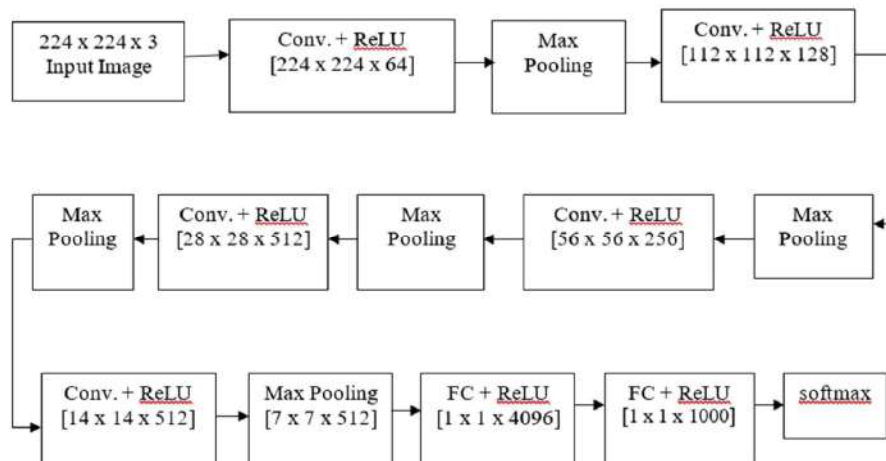 224 x 224 x 3
Input Image
Conv. + ReLU
[224 x 224 x 64]
Max
Pooling
Conv. + ReLU
[112 x 112 x 128]
Max
Pooling
Conv. + ReLU
[56 x 56 x 256]
Max
Pooling
Conv. + ReLU
[28 x 28 x 512]
Max
Pooling
Conv. + ReLU
[14 x 14 x 512]
Max Pooling
[7 x 7 x 512]
FC + ReLU
[1 x 1 x 4096]
FC + ReLU
[1 x 1 x 1000]
softmax